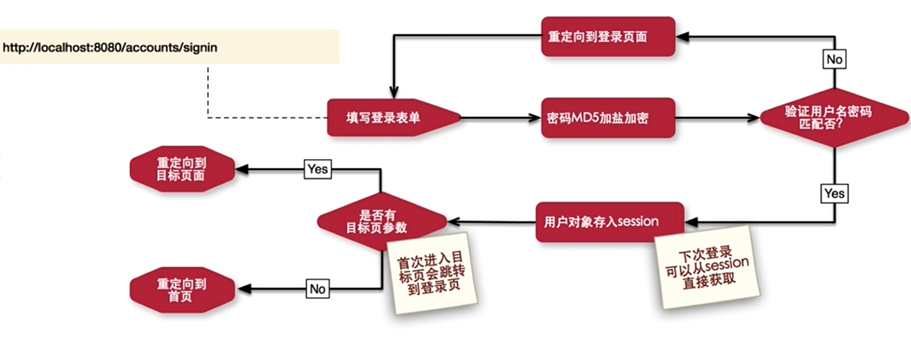 重定向到登录页面
http://localhost:8080/accounts/signin
No
填写登录表单
密码MD5加盐加密
验证用户名密码
匹配否?
重定向到
目标页面
Yes
Yes
是否有
目标页参数
用户对象存入session
首次进入目
标页会跳转
到登录页
下次登录
可以从session
直接获取
重定向到
首页
No